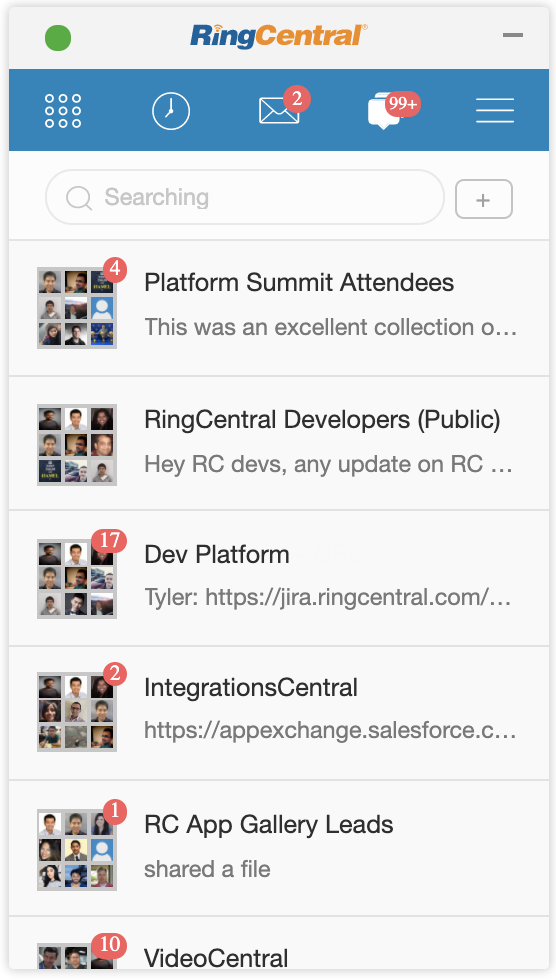 RingCentral®
2
99+
Searching
+
4
Platform Summit Attendees
This was an excellent collection o...
RingCentral Developers (Public)
Hey RC devs, any update on RC ...
17
Dev Platform
Tyler: https://jira.ringcentral.com/...
2
IntegrationsCentral
https://appexchange.salesforce.c...
1
RC App Gallery Leads
shared a file
10
VideoCentral